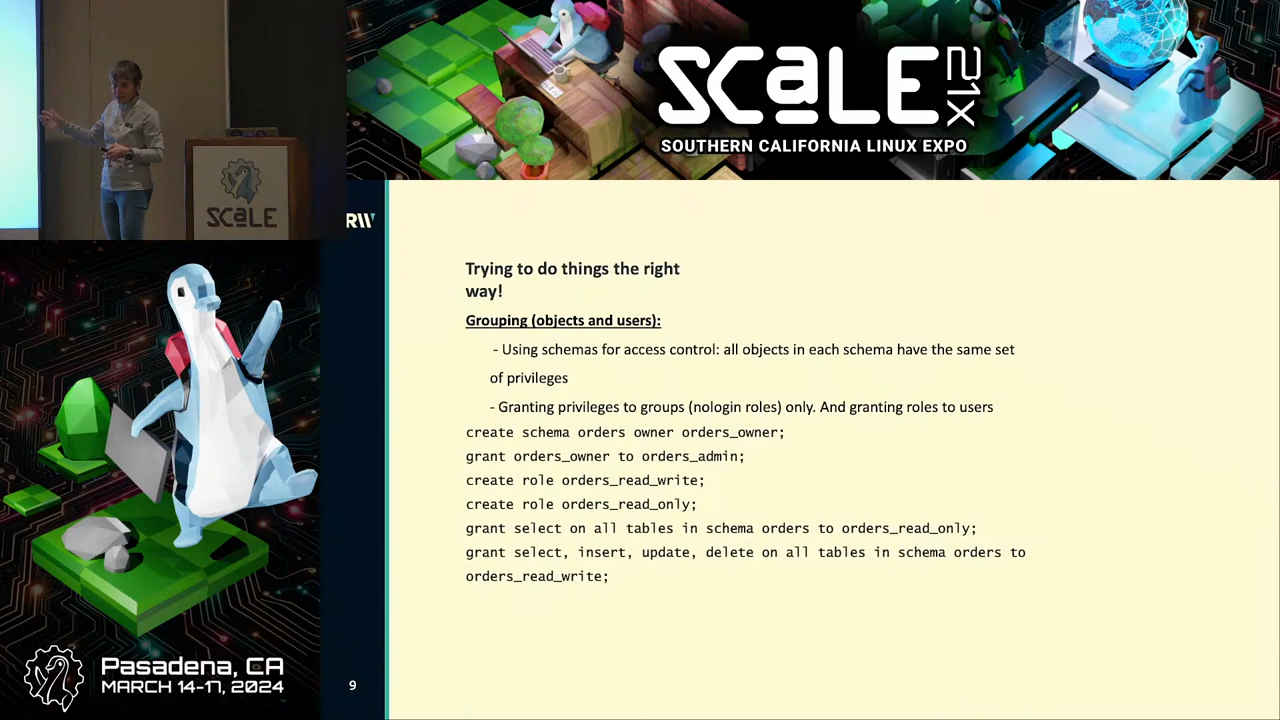 SCALE 21X
SOUTHERN CALIFORNIA LINUX EXPO
SCALE
RW
Trying to do things the right
way!
Grouping (objects and users):
- Using schemas for access control: all objects in each schema have the same set
of privileges
- Granting privileges to groups (nologin roles) only. And granting roles to users
create schema orders owner orders_owner;
grant orders_owner to orders_admin;
create role orders_read_write;
create role orders_read_only;
grant select on all tables in schema orders to orders_read_only;
grant select, insert, update, delete on all tables in schema orders to
orders_read_write;
Pasadena, CA
MARCH 14-17, 2024
9